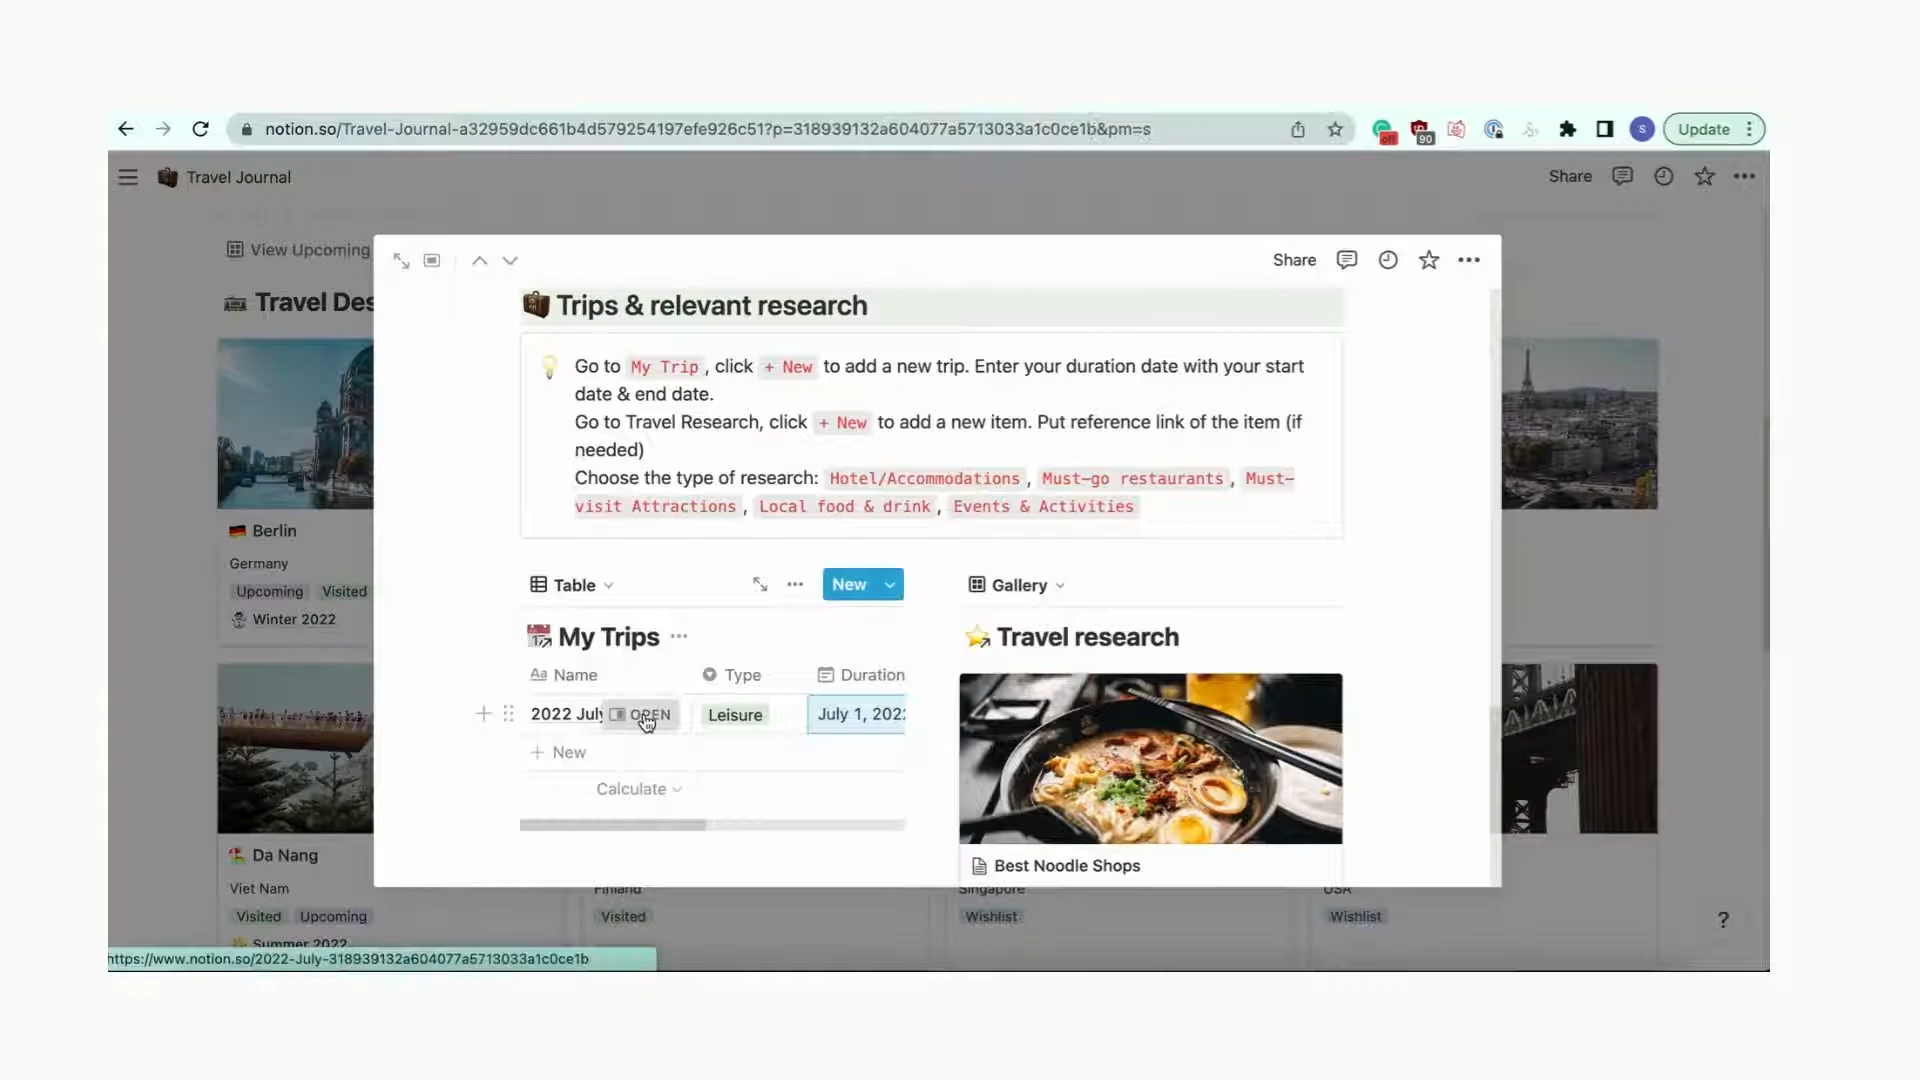 notion.so/Travel-Journal-a32959dc661b4d579254197efe926c51?p=318939132a604077a5713033a1c0ce1b&pm=s
off
90
S
Update
Travel Journal
Share
View Upcoming
Travel Des
Berlin
Germany
Upcoming Visited
Winter 2022
Da Nang
Viet Nam
Visited Upcoming
Summer 2022
Share
Trips & relevant research
Go to My Trip, click + New to add a new trip. Enter your duration date with your start
date & end date.
Go to Travel Research, click + New to add a new item. Put reference link of the item (if
needed)
Choose the type of research: Hotel/Accommodations, Must-go restaurants, Must-
visit Attractions, Local food & drink, Events & Activities
Table
New
My Trips
Aa Name Type Duration
2022 July OPEN Leisure July 1, 202
+ New
Calculate
Gallery
Travel research
Best Noodle Shops
Finland
Visited
Singapore
Wishlist
USA
Wishlist
?
https://www.notion.so/2022-July-318939132a604077a5713033a1c0ce1b